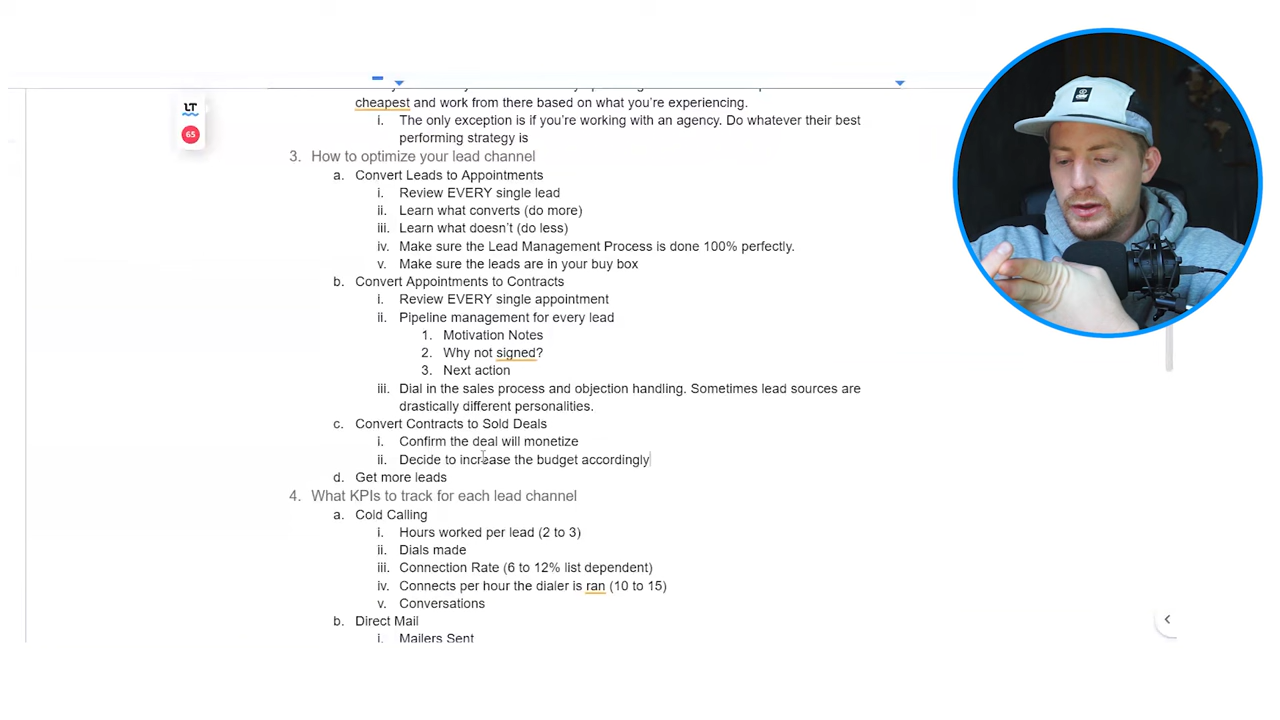 LT
65
cheapest and work from there based on what you're experiencing.
i. The only exception is if you're working with an agency. Do whatever their best
performing strategy is
3. How to optimize your lead channel
a. Convert Leads to Appointments
i. Review EVERY single lead
ii. Learn what converts (do more)
iii. Learn what doesn't (do less)
iv. Make sure the Lead Management Process is done 100% perfectly.
v. Make sure the leads are in your buy box
b. Convert Appointments to Contracts
i. Review EVERY single appointment
ii. Pipeline management for every lead
1. Motivation Notes
2. Why not signed?
3. Next action
iii. Dial in the sales process and objection handling. Sometimes lead sources are
drastically different personalities.
c. Convert Contracts to Sold Deals
i. Confirm the deal will monetize
ii. Decide to increase the budget accordingly
d. Get more leads
4. What KPIs to track for each lead channel
a. Cold Calling
i. Hours worked per lead (2 to 3)
ii. Dials made
iii. Connection Rate (6 to 12% list dependent)
iv. Connects per hour the dialer is ran (10 to 15)
v. Conversations
b. Direct Mail
i. Mailers Sent